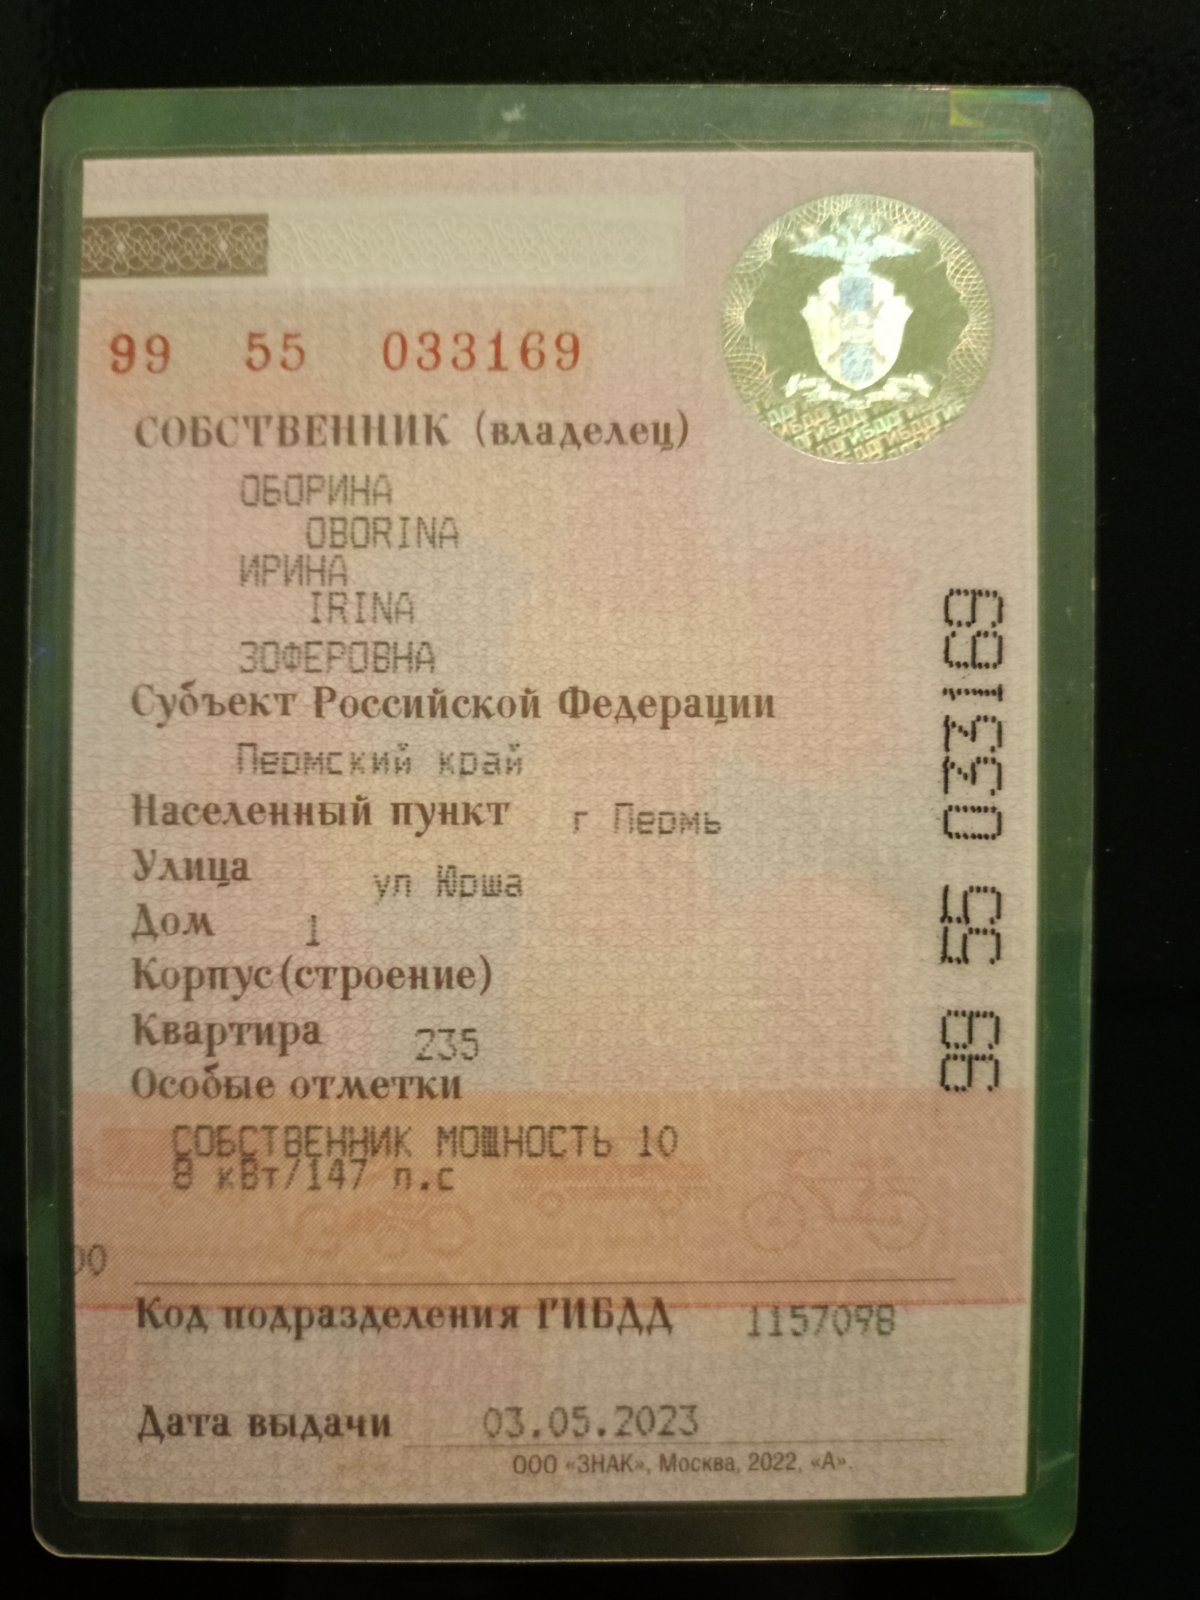 99 55 033169
СОБСТВЕННИК (владелец)
ОБОРИНА
OBORINA
ИРИНА
IRINA
ЗОФЕРОВНА
Субъект Российской Федерации
Пермский край
Населенный пункт г Пермь
Улица ул Юрша
Дом 1
Корпус(строение)
Квартира 235
Особые отметки
СОБСТВЕННИК МОЩНОСТЬ 10
8 кВт/147 л.с
00
Код подразделения ГИБДД 1157098
Дата выдачи 03.05.2023
ООО «ЗНАК», Москва, 2022, «А».
99 55 033169